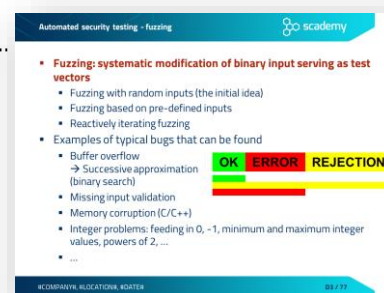 Automated security testing - fuzzing
scademy
Fuzzing: systematic modification of binary input serving as test
vectors
Fuzzing with random inputs (the initial idea)
Fuzzing based on pre-defined inputs
Reactively iterating fuzzing
Examples of typical bugs that can be found
Buffer overflow
→ Successive approximation
(binary search)
OK ERROR REJECTION
Missing input validation
Memory corruption (C/C++)
Integer problems: feeding in 0, -1, minimum and maximum integer
values, powers of 2, ...
...
#COMPANY#, #LOCATION#, #DATE#
03 / 77